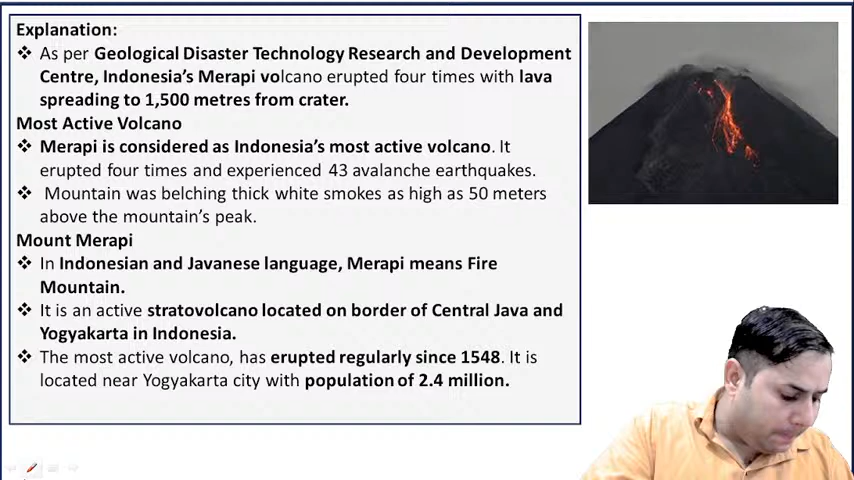 Explanation:
❖ As per Geological Disaster Technology Research and Development
Centre, Indonesia's Merapi volcano erupted four times with lava
spreading to 1,500 metres from crater.
Most Active Volcano
❖ Merapi is considered as Indonesia's most active volcano. It
erupted four times and experienced 43 avalanche earthquakes.
❖ Mountain was belching thick white smokes as high as 50 meters
above the mountain's peak.
Mount Merapi
❖ In Indonesian and Javanese language, Merapi means Fire
Mountain.
❖ It is an active stratovolcano located on border of Central Java and
Yogyakarta in Indonesia.
❖ The most active volcano, has erupted regularly since 1548. It is
located near Yogyakarta city with population of 2.4 million.